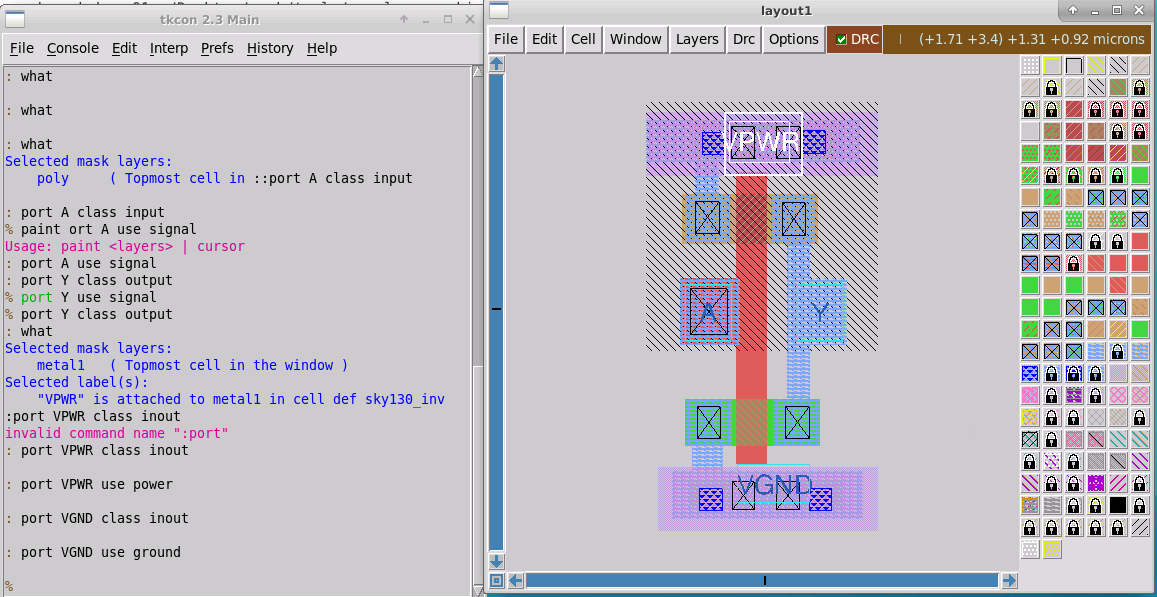 tkcon 2.3 Main
File Console Edit Interp Prefs History Help
: what
: what
: what
Selected mask layers:
poly ( Topmost cell in ::port A class input
: port A class input
% paint ort A use signal
Usage: paint <layers> | cursor
: port A use signal
: port Y class output
% port Y use signal
% port Y class output
: what
Selected mask layers:
metal1 ( Topmost cell in the window )
Selected label(s):
"VPWR" is attached to metal1 in cell def sky130_inv
:port VPWR class inout
invalid command name ":port"
: port VPWR class inout
: port VPWR use power
: port VGND class inout
: port VGND use ground
%
layout1
File Edit Cell Window Layers Drc Options DRC (+1.71 +3.4) +1.31 +0.92 microns
VPWR
A Y
VGND